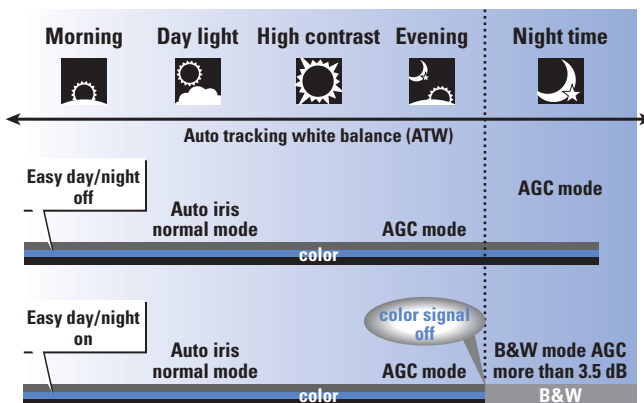 Morning Day light High contrast Evening Night time
Auto tracking white balance (ATW)
Easy day/night
off
AGC mode
Auto iris
normal mode
AGC mode
color
Easy day/night
on
color signal
off
Auto iris
normal mode
AGC mode
B&W mode AGC
more than 3.5 dB
color
B&W